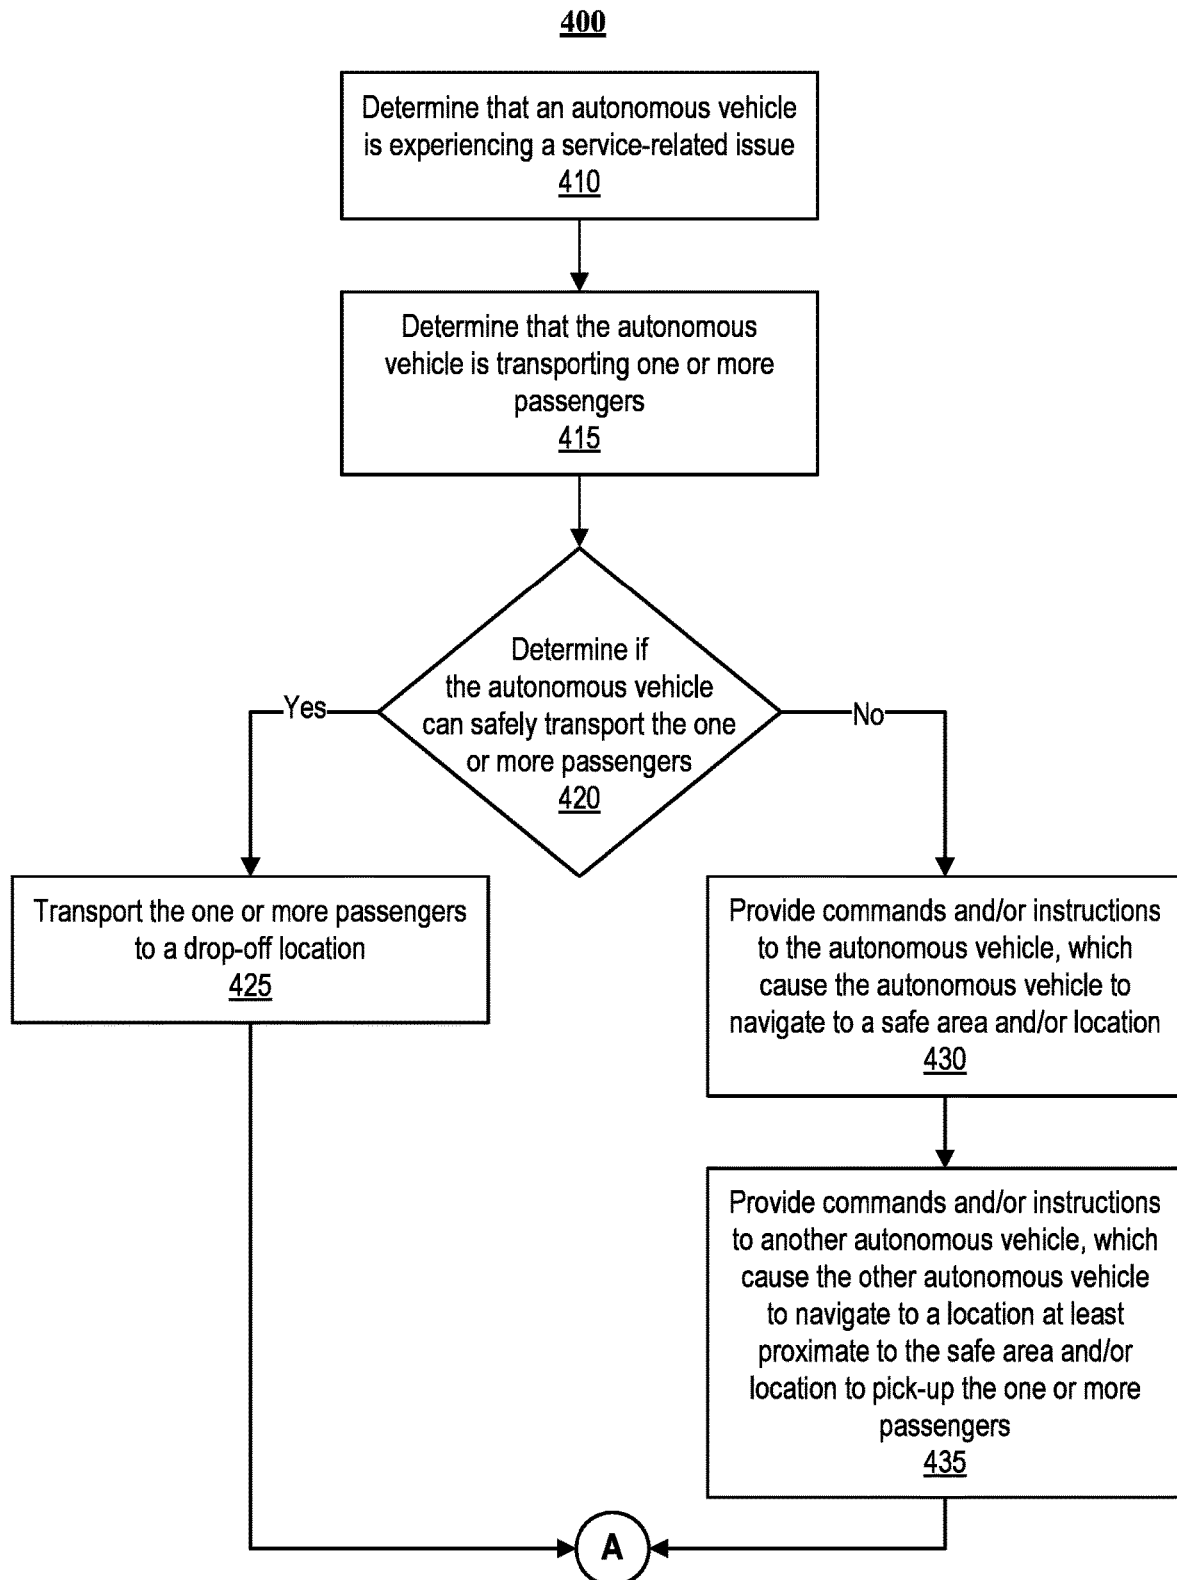 400
Determine that an autonomous vehicle
is experiencing a service-related issue
410
Determine that the autonomous
vehicle is transporting one or more
passengers
415
Determine if
the autonomous vehicle
can safely transport the one
or more passengers
420
Yes
No
Transport the one or more passengers
to a drop-off location
425
Provide commands and/or instructions
to the autonomous vehicle, which
cause the autonomous vehicle to
navigate to a safe area and/or location
430
Provide commands and/or instructions
to another autonomous vehicle, which
cause the other autonomous vehicle
to navigate to a location at least
proximate to the safe area and/or
location to pick-up the one or more
passengers
435
A